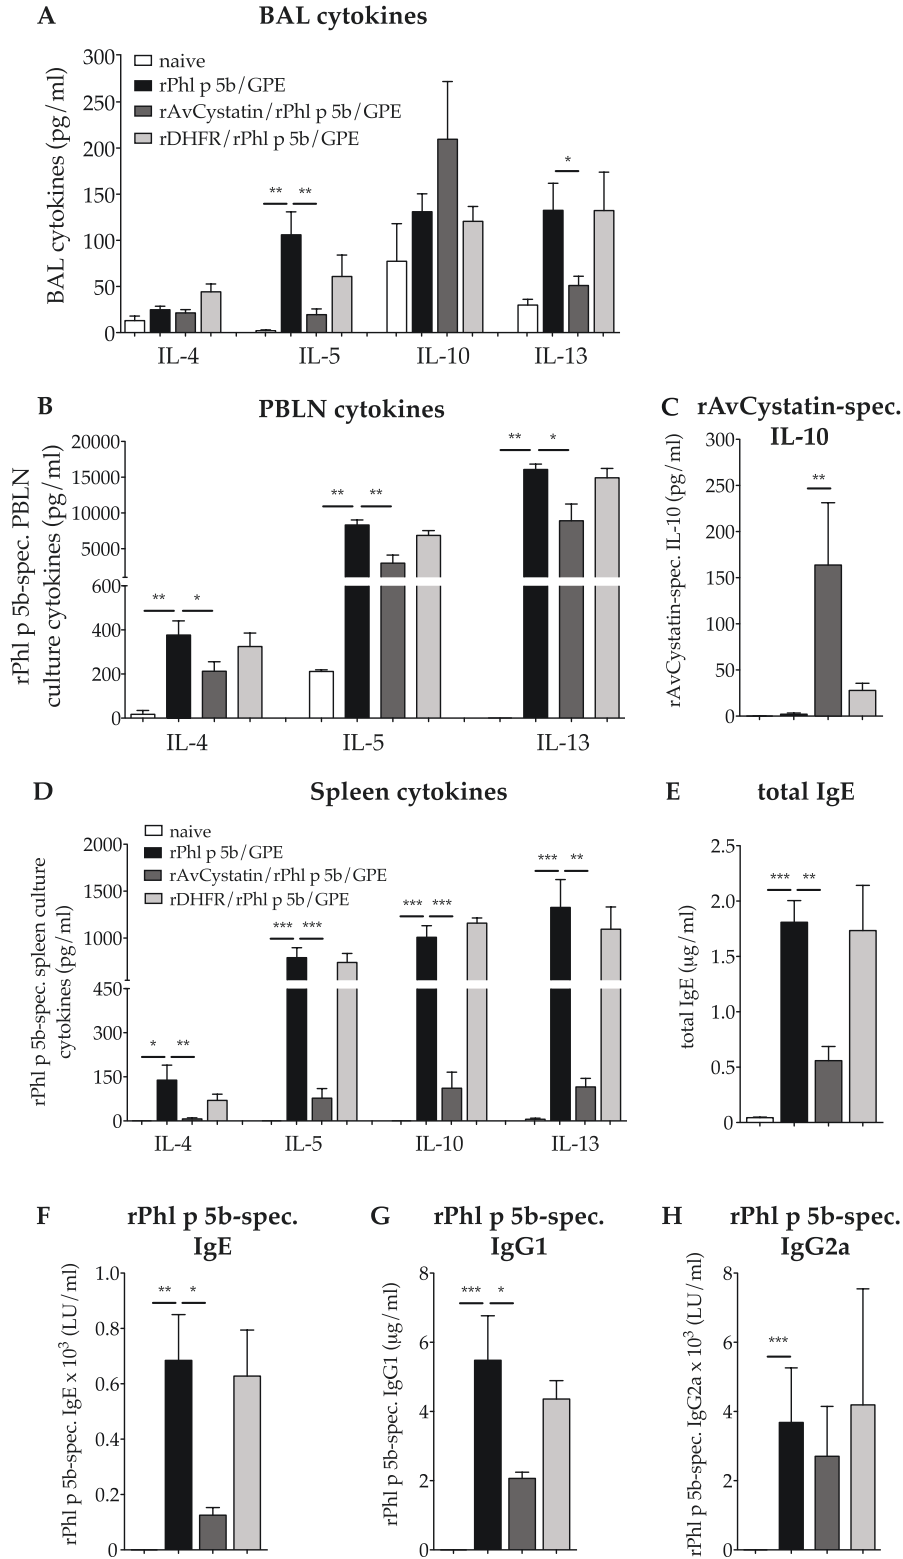 A BAL cytokines
BAL cytokines (pg/ml)
300
250
200
150
100
50
0
naive
rPhl p 5b/GPE
rAvCystatin/rPhl p 5b/GPE
rDHFR/rPhl p 5b/GPE
** ** *
IL-4 IL-5 IL-10 IL-13
B PBLN cytokines
rPhl p 5b-spec. PBLN
culture cytokines (pg/ml)
20000
15000
10000
5000
600
400
200
0
** * ** ** ** *
IL-4 IL-5 IL-13
C rAvCystatin-spec.
IL-10
rAvCystatin-spec. IL-10 (pg/ml)
300
250
200
150
100
50
0
**
D Spleen cytokines
rPhl p 5b-spec. spleen culture
cytokines (pg/ml)
2000
1500
1000
450
300
150
0
naive
rPhl p 5b/GPE
rAvCystatin/rPhl p 5b/GPE
rDHFR/rPhl p 5b/GPE
* ** *** *** *** *** *** **
IL-4 IL-5 IL-10 IL-13
E total IgE
total IgE (µg/ml)
2.5
2.0
1.5
1.0
0.5
0
*** **
F rPhl p 5b-spec.
IgE
rPhl p 5b-spec. IgE x 10³ (LU/ml)
1.0
0.8
0.6
0.4
0.2
0
** *
G rPhl p 5b-spec.
IgG1
rPhl p 5b-spec. IgG1 (µg/ml)
8
6
4
2
0
*** *
H rPhl p 5b-spec.
IgG2a
rPhl p 5b-spec. IgG2a x 10³ (LU/ml)
8
6
4
2
0
***